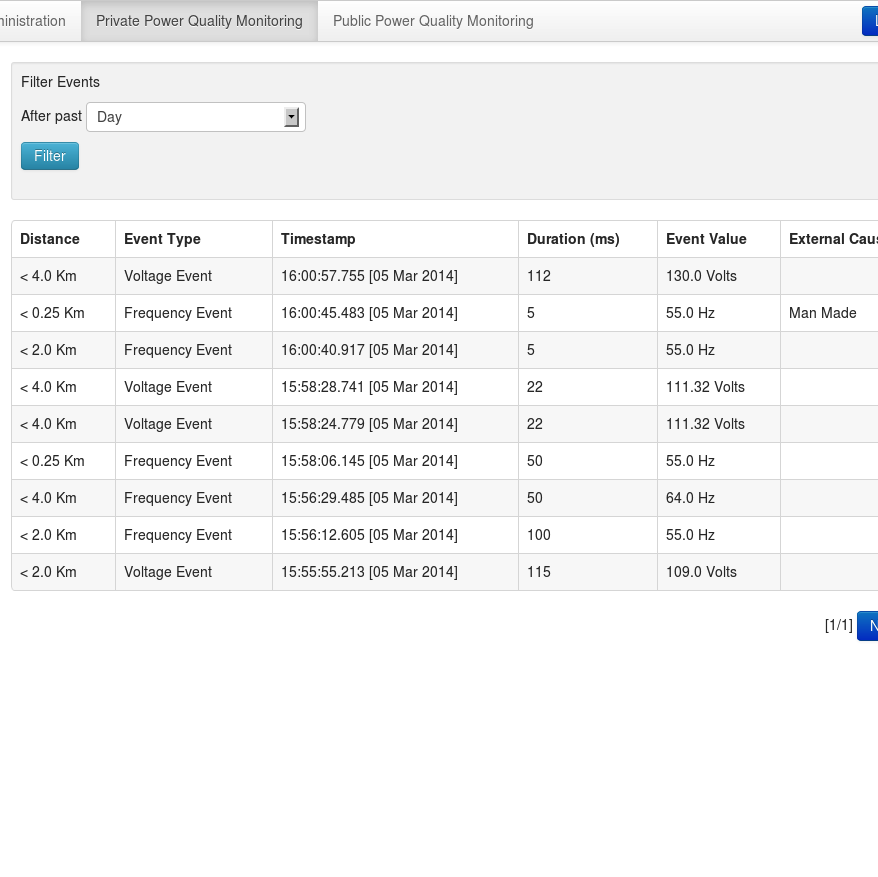 inistration Private Power Quality Monitoring Public Power Quality Monitoring
Filter Events
After past Day
Filter
Distance Event Type Timestamp Duration (ms) Event Value External Cau
< 4.0 Km Voltage Event 16:00:57.755 [05 Mar 2014] 112 130.0 Volts
< 0.25 Km Frequency Event 16:00:45.483 [05 Mar 2014] 5 55.0 Hz Man Made
< 2.0 Km Frequency Event 16:00:40.917 [05 Mar 2014] 5 55.0 Hz
< 4.0 Km Voltage Event 15:58:28.741 [05 Mar 2014] 22 111.32 Volts
< 4.0 Km Voltage Event 15:58:24.779 [05 Mar 2014] 22 111.32 Volts
< 0.25 Km Frequency Event 15:58:06.145 [05 Mar 2014] 50 55.0 Hz
< 4.0 Km Frequency Event 15:56:29.485 [05 Mar 2014] 50 64.0 Hz
< 2.0 Km Frequency Event 15:56:12.605 [05 Mar 2014] 100 55.0 Hz
< 2.0 Km Voltage Event 15:55:55.213 [05 Mar 2014] 115 109.0 Volts
[1/1] N